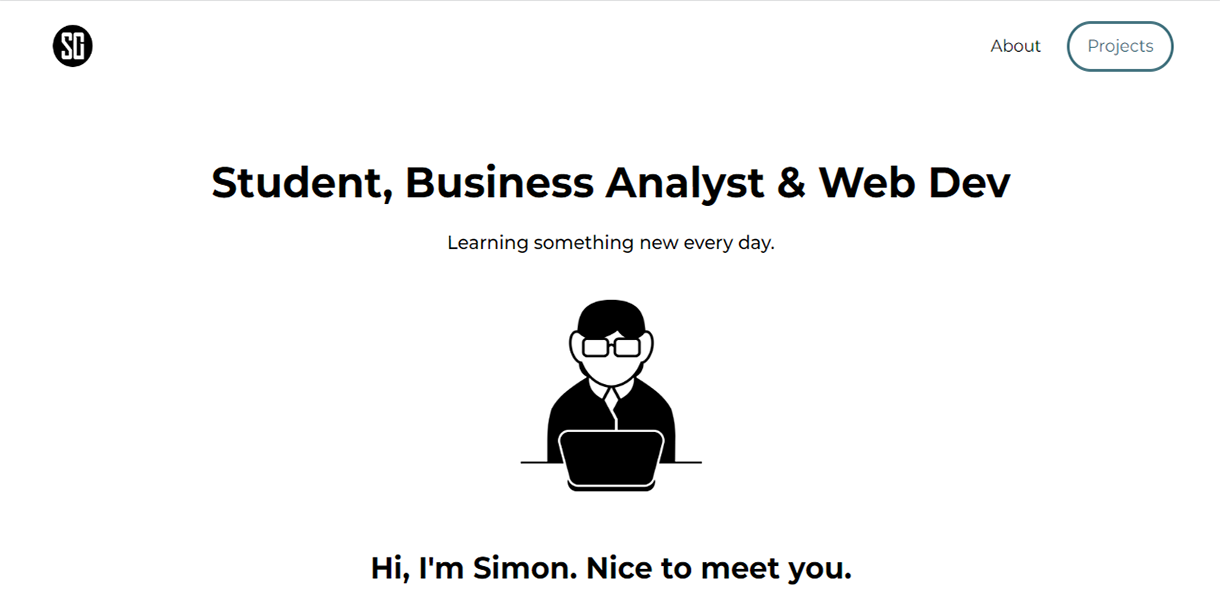 SG
About
Projects
Student, Business Analyst & Web Dev
Learning something new every day.
Hi, I'm Simon. Nice to meet you.